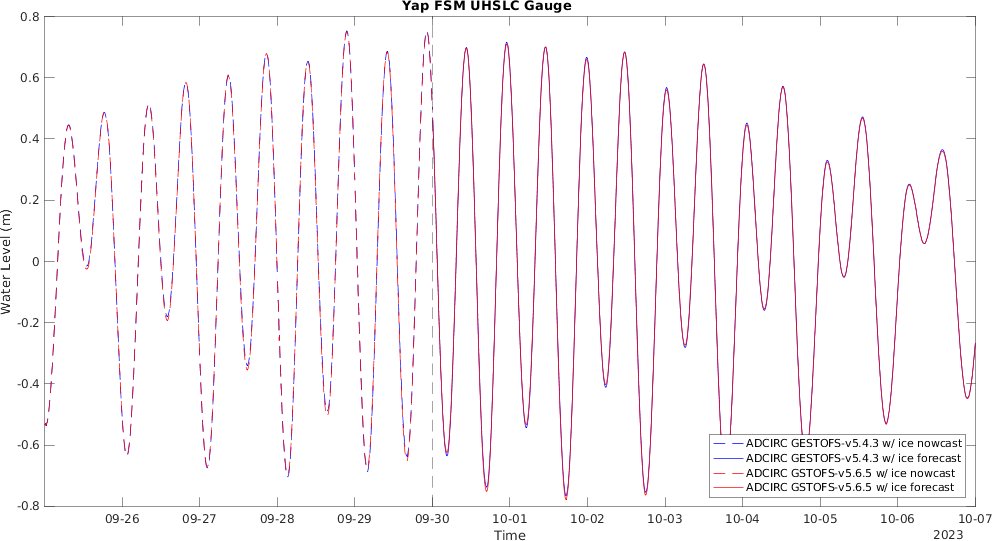 Yap FSM UHSLC Gauge
0.8
0.6
0.4
0.2
0
-0.2
-0.4
-0.6
-0.8
Water Level (m)
ADCIRC GESTOFS-v5.4.3 w/ ice nowcast
ADCIRC GESTOFS-v5.4.3 w/ ice forecast
ADCIRC GSTOFS-v5.6.5 w/ ice nowcast
ADCIRC GSTOFS-v5.6.5 w/ ice forecast
09-26 09-27 09-28 09-29 09-30 10-01 10-02 10-03 10-04 10-05 10-06 10-07
Time
2023